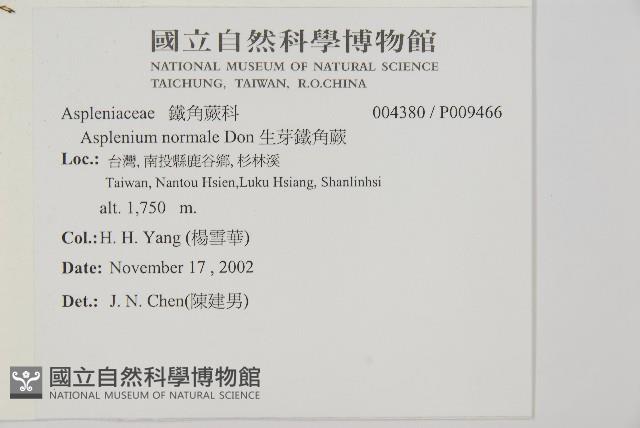 國立自然科學博物館
NATIONAL MUSEUM OF NATURAL SCIENCE
TAICHUNG, TAIWAN, R.O.CHINA
Aspleniaceae 鐵角蕨科 004380 / P009466
Asplenium normale Don 生芽鐵角蕨
Loc.: 台灣, 南投縣鹿谷鄉, 杉林溪
Taiwan, Nantou Hsien,Luku Hsiang, Shanlinhsi
alt. 1,750 m.
Col.: H. H. Yang (楊雪華)
Date: November 17 , 2002
Det.: J. N. Chen(陳建男)
國立自然科學博物館
NATIONAL MUSEUM OF NATURAL SCIENCE